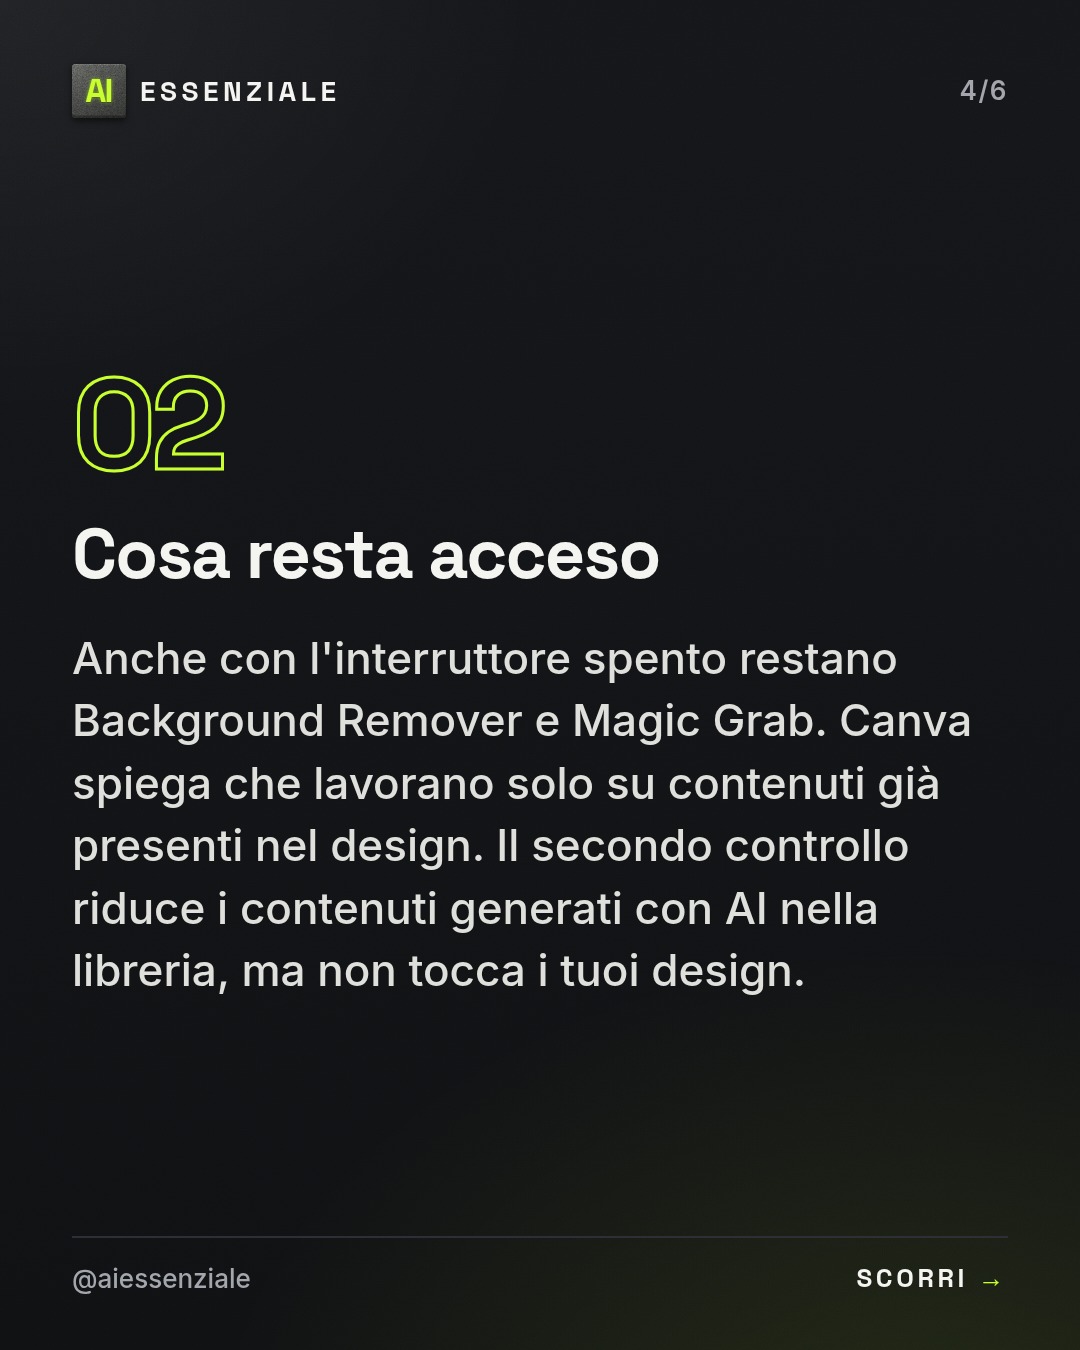 AI ESSENZIALE
4/6
02
Cosa resta acceso
Anche con l'interruttore spento restano
Background Remover e Magic Grab. Canva
spiega che lavorano solo su contenuti già
presenti nel design. Il secondo controllo
riduce i contenuti generati con AI nella
libreria, ma non tocca i tuoi design.
@aiessenziale
SCORRI →